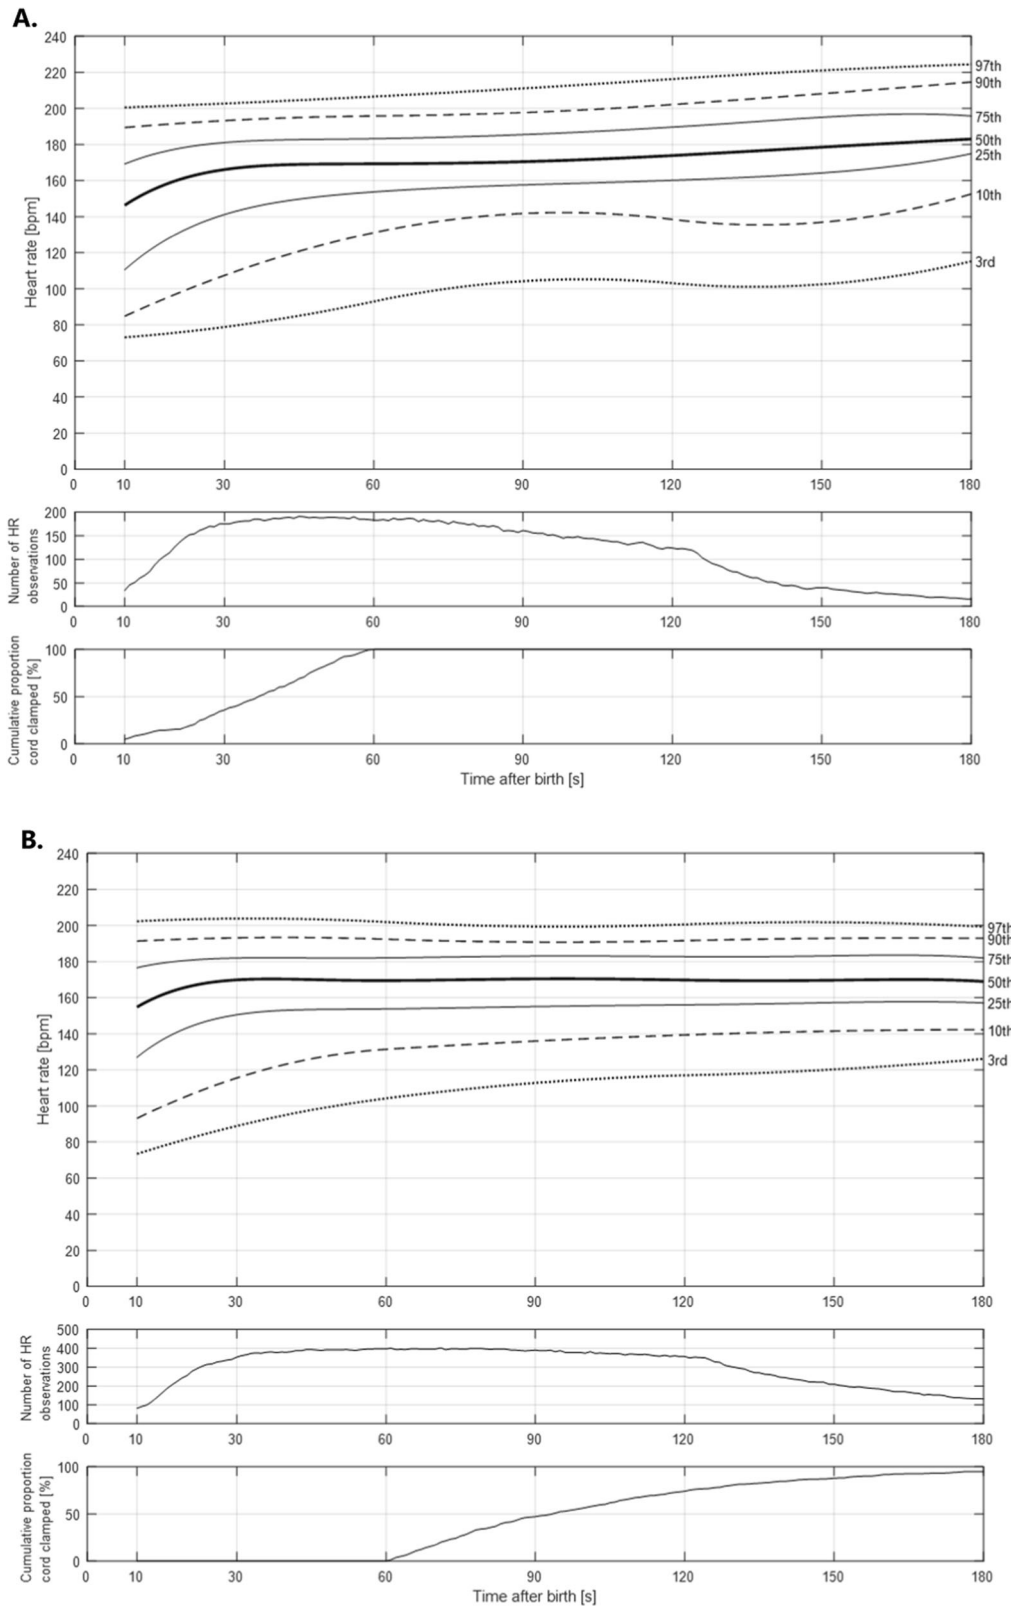 A.
240
220
200
180
160
140
120
100
80
60
40
20
0
Heart rate [bpm]
97th
90th
75th
50th
25th
10th
3rd
0 10 30 60 90 120 150 180
200
150
100
50
0
Number of HR
observations
0 10 30 60 90 120 150 180
100
50
0
Cumulative proportion
cord clamped [%]
0 10 30 60 90 120 150 180
Time after birth [s]
B.
240
220
200
180
160
140
120
100
80
60
40
20
0
Heart rate [bpm]
97th
90th
75th
50th
25th
10th
3rd
0 10 30 60 90 120 150 180
500
400
300
200
100
0
Number of HR
observations
0 10 30 60 90 120 150 180
100
50
0
Cumulative proportion
cord clamped [%]
0 10 30 60 90 120 150 180
Time after birth [s]